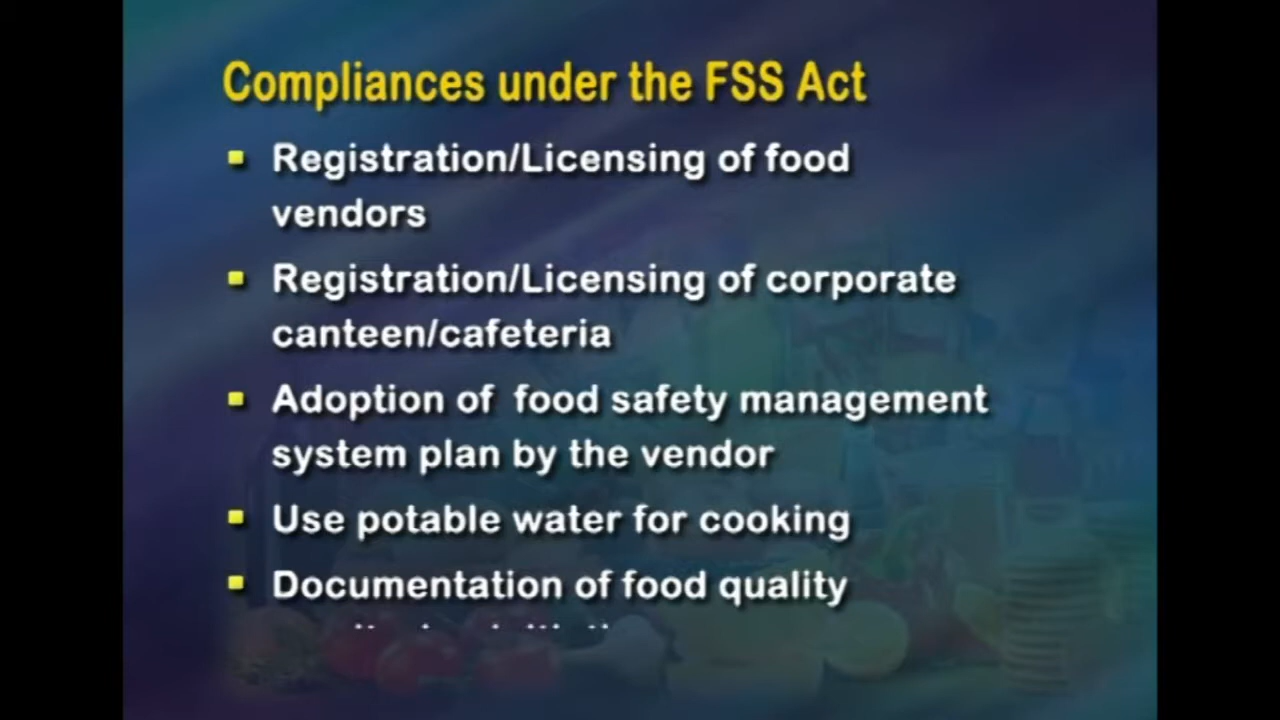 Compliances under the FSS Act
▪ Registration/Licensing of food
vendors
▪ Registration/Licensing of corporate
canteen/cafeteria
▪ Adoption of food safety management
system plan by the vendor
▪ Use potable water for cooking
▪ Documentation of food quality